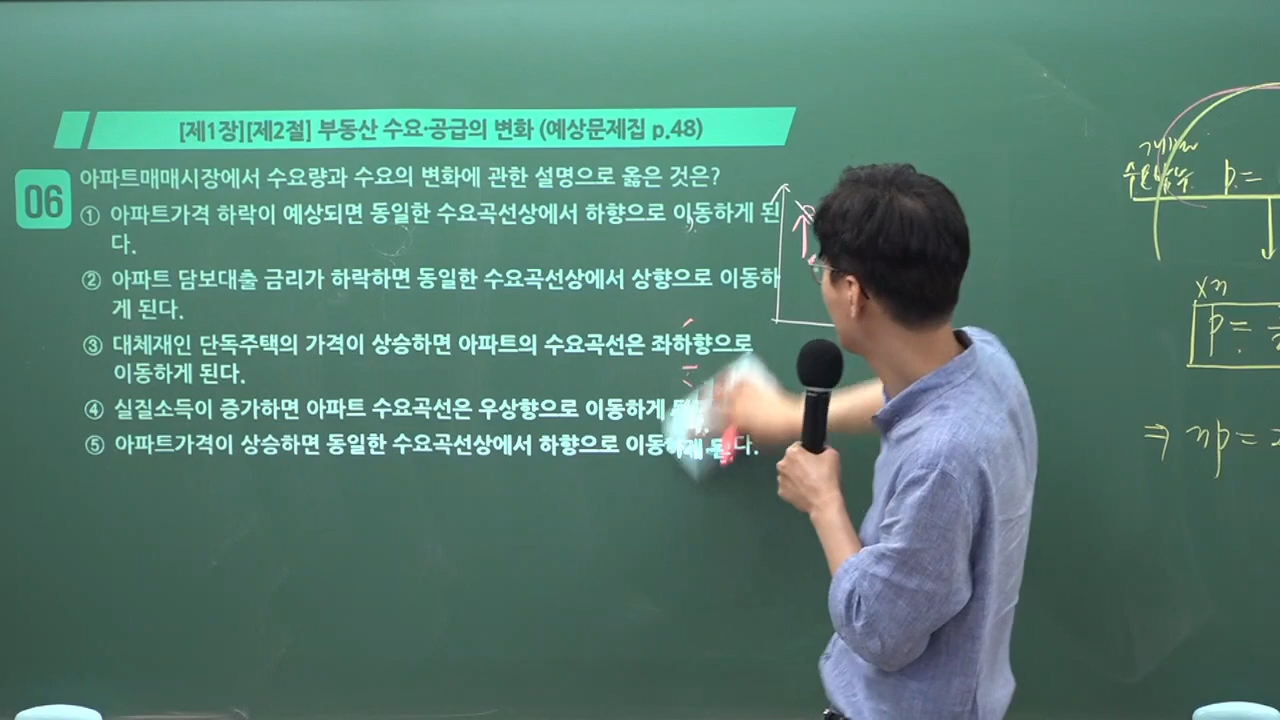 [제1장][제2절] 부동산 수요·공급의 변화 (예상문제집 p.48)
06 아파트매매시장에서 수요량과 수요의 변화에 관한 설명으로 옳은 것은?
① 아파트가격 하락이 예상되면 동일한 수요곡선상에서 하향으로 이동하게 된
다.
② 아파트 담보대출 금리가 하락하면 동일한 수요곡선상에서 상향으로 이동하
게 된다.
③ 대체재인 단독주택의 가격이 상승하면 아파트의 수요곡선은 좌하향으로
이동하게 된다.
④ 실질소득이 증가하면 아파트 수요곡선은 우상향으로 이동하게
⑤ 아파트가격이 상승하면 동일한 수요곡선상에서 하향으로 이동하게 된다.
P =
xn
P =
⇒ nP =